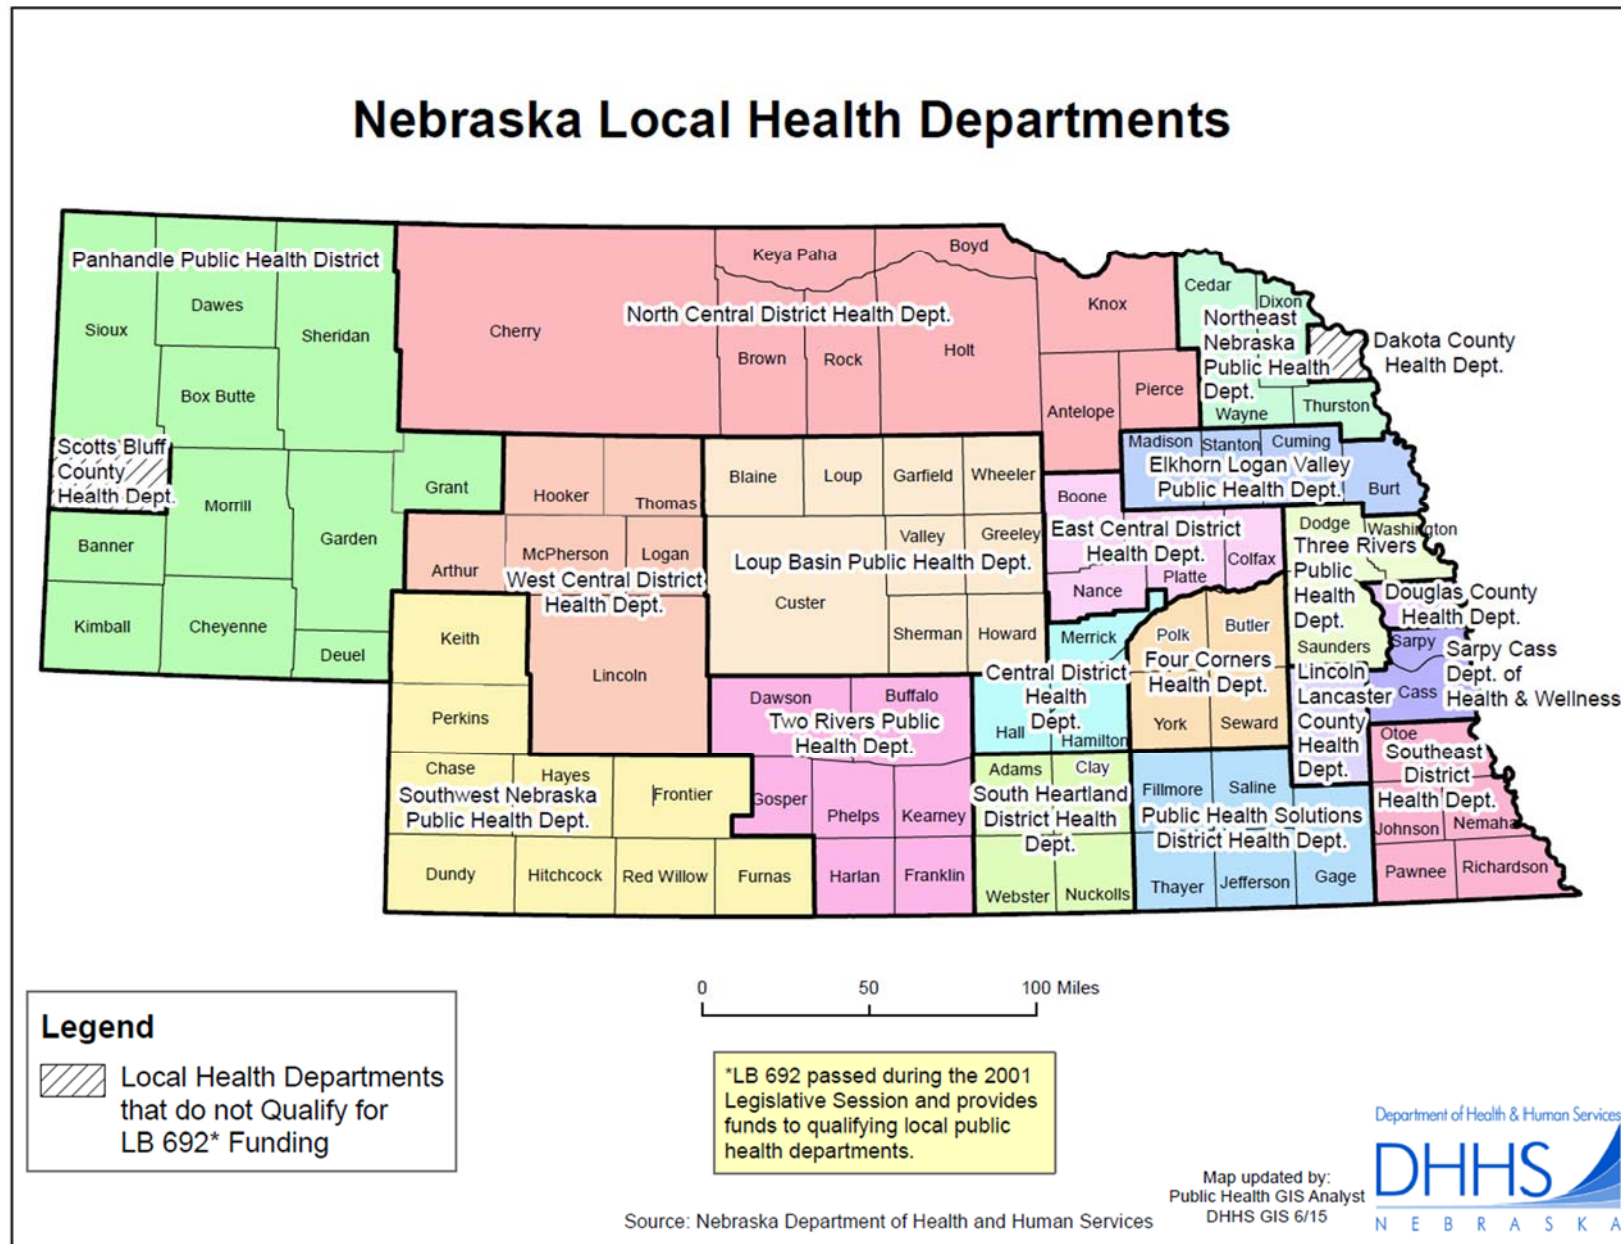 Nebraska Local Health Departments
Panhandle Public Health District
Sioux
Dawes
Sheridan
Box Butte
Scotts Bluff
County
Health Dept.
Morrill
Garden
Grant
Banner
Kimball
Cheyenne
Deuel
Keya Paha
Boyd
North Central District Health Dept.
Cherry
Brown
Rock
Holt
Knox
Antelope
Pierce
Cedar
Dixon
Northeast
Nebraska
Public Health
Dept.
Wayne
Thurston
Dakota County
Health Dept.
Madison
Stanton
Cuming
Elkhorn Logan Valley
Public Health Dept.
Burt
Hooker
Thomas
Arthur
McPherson
Logan
West Central District
Health Dept.
Lincoln
Blaine
Loup
Garfield
Wheeler
Valley
Greeley
Loup Basin Public Health Dept.
Custer
Sherman
Howard
Boone
East Central District
Health Dept.
Colfax
Platte
Nance
Dodge
Washington
Three Rivers
Public
Health
Dept.
Saunders
Douglas County
Health Dept.
Sarpy
Sarpy Cass
Dept. of
Health & Wellness
Cass
Merrick
Central District
Health
Dept.
Hall
Hamilton
Polk
Butler
Four Corners
Health Dept.
York
Seward
Lincoln
Lancaster
County
Health
Dept.
Otoe
Southeast
District
Health Dept.
Johnson
Nemaha
Pawnee
Richardson
Keith
Perkins
Chase
Hayes
Frontier
Southwest Nebraska
Public Health Dept.
Dundy
Hitchcock
Red Willow
Furnas
Dawson
Buffalo
Two Rivers Public
Health Dept.
Gosper
Phelps
Kearney
Harlan
Franklin
Adams
Clay
South Heartland
District Health
Dept.
Webster
Nuckolls
Fillmore
Saline
Public Health Solutions
District Health Dept.
Thayer
Jefferson
Gage
0 50 100 Miles
Legend
Local Health Departments
that do not Qualify for
LB 692* Funding
*LB 692 passed during the 2001
Legislative Session and provides
funds to qualifying local public
health departments.
Source: Nebraska Department of Health and Human Services
Map updated by:
Public Health GIS Analyst
DHHS GIS 6/15
Department of Health & Human Services
DHHS
NEBRASKA